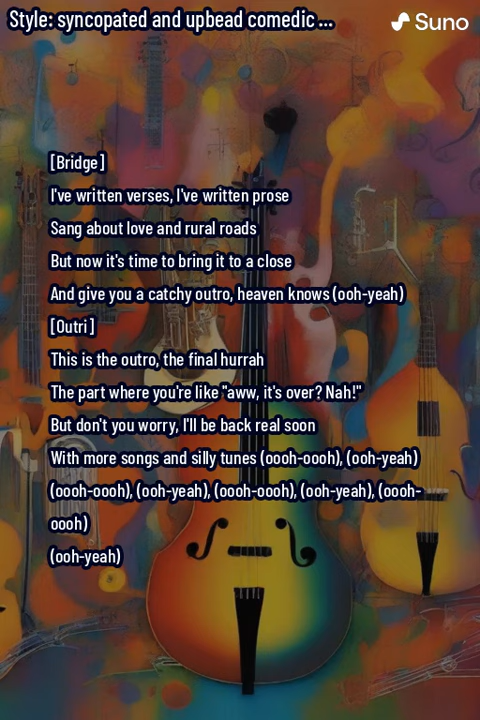 Style: syncopated and upbead comedic ...
Suno
[Bridge]
I've written verses, I've written prose
Sang about love and rural roads
But now it's time to bring it to a close
And give you a catchy outro, heaven knows (ooh-yeah)
[Outri]
This is the outro, the final hurrah
The part where you're like "aww, it's over? Nah!"
But don't you worry, I'll be back real soon
With more songs and silly tunes (oooh-oooh), (ooh-yeah)
(oooh-oooh), (ooh-yeah), (oooh-oooh), (ooh-yeah), (oooh-
oooh)
(ooh-yeah)